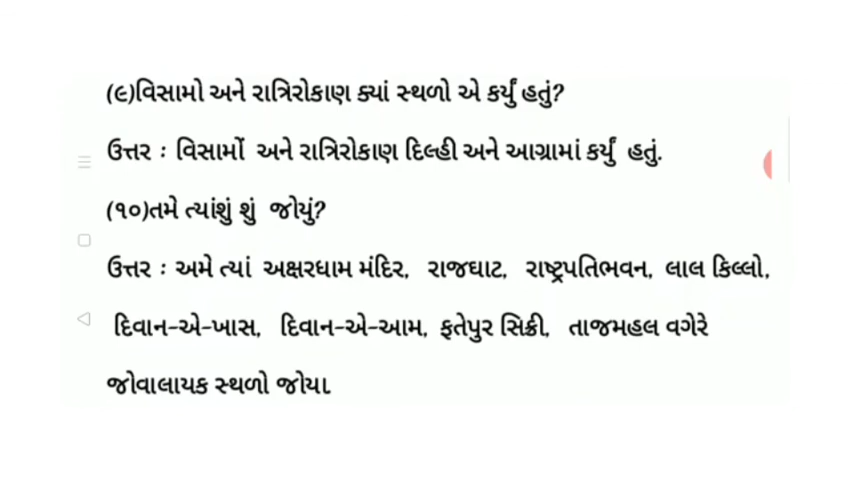 (૯)વિસામો અને રાત્રિરોકાણ ક્યાં સ્થળો એ કર્યું હતું?
ઉત્તર : વિસામોં અને રાત્રિરોકાણ દિલ્હી અને આગ્રામાં કર્યું હતું.
(૧૦)તમે ત્યાંશું શું જોયું?
ઉત્તર : અમે ત્યાં અક્ષરધામ મંદિર, રાજઘાટ, રાષ્ટ્રપતિભવન, લાલ કિલ્લો,
દિવાન-એ-ખાસ, દિવાન-એ-આમ, ફતેપુર સિક્રી, તાજમહલ વગેરે
જોવાલાયક સ્થળો જોયા.